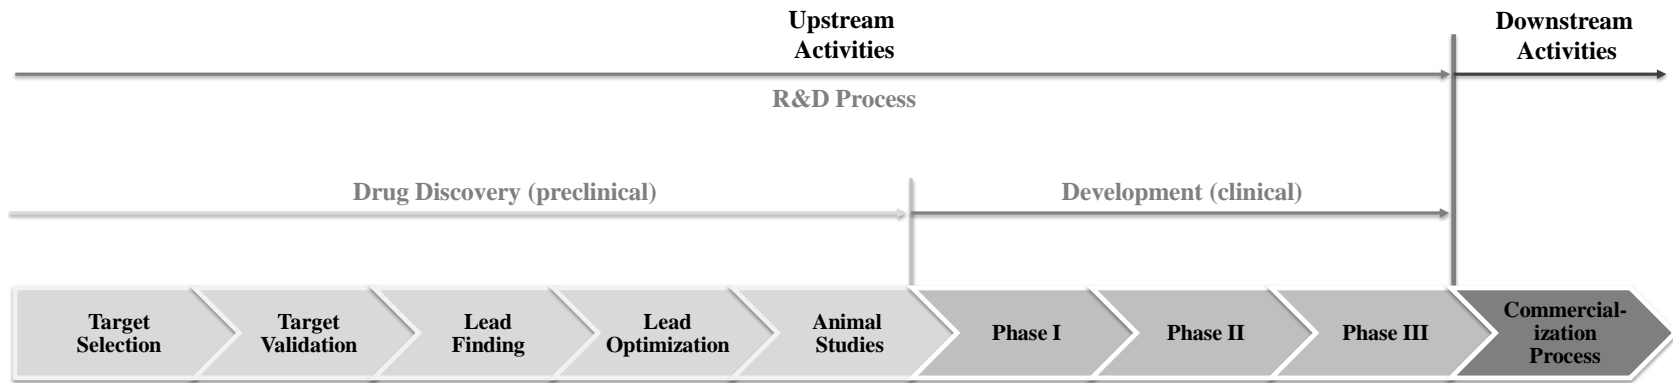 Upstream
Activities
Downstream
Activities
R&D Process
Drug Discovery (preclinical)
Development (clinical)
Target
Selection
Target
Validation
Lead
Finding
Lead
Optimization
Animal
Studies
Phase I
Phase II
Phase III
Commercial-
ization
Process